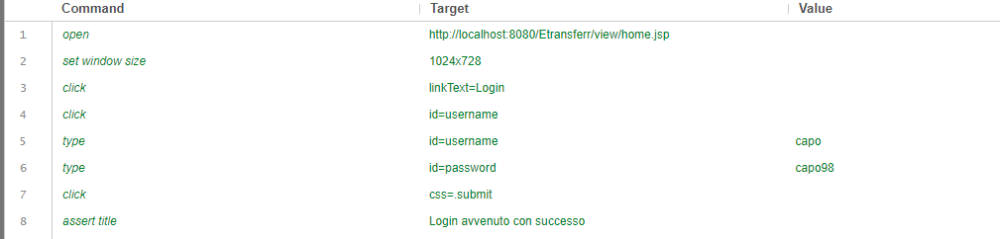 Command Target Value
1 open http://localhost:8080/Etransferr/view/home.jsp
2 set window size 1024x728
3 click linkText=Login
4 click id=username
5 type id=username capo
6 type id=password capo98
7 click css=.submit
8 assert title Login avvenuto con successo